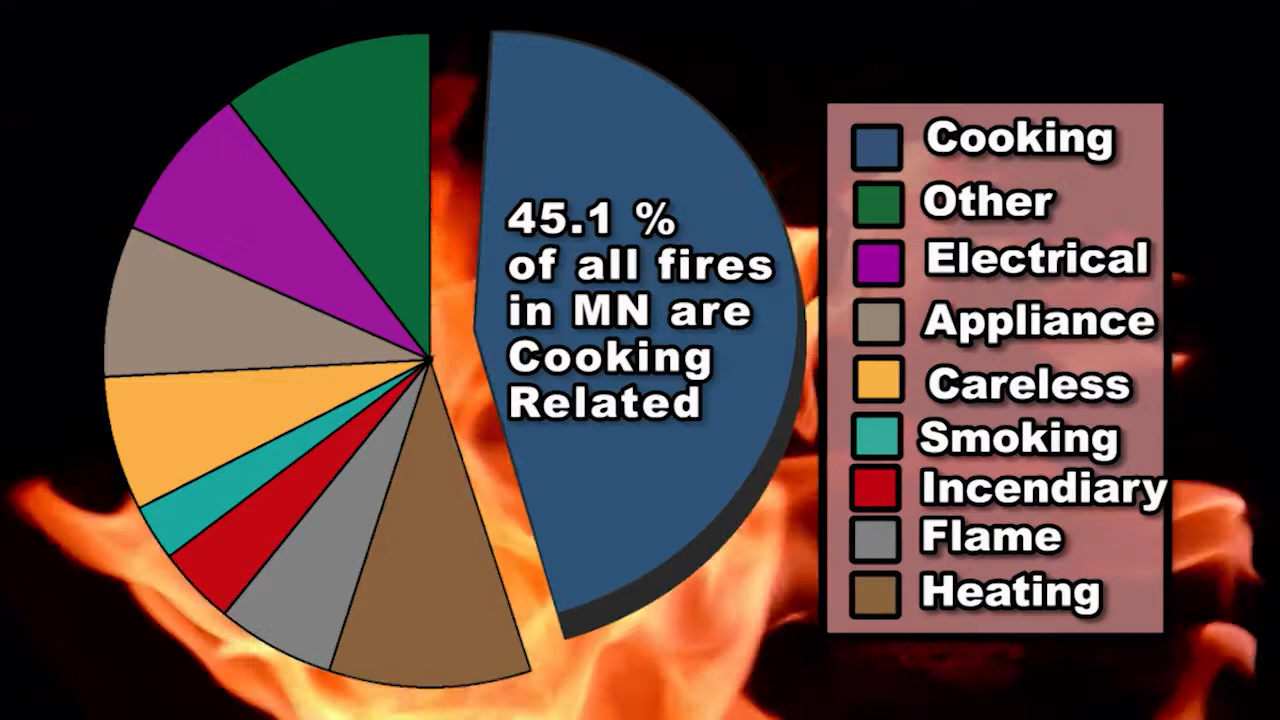 45.1 %
of all fires
in MN are
Cooking
Related
Cooking
Other
Electrical
Appliance
Careless
Smoking
Incendiary
Flame
Heating